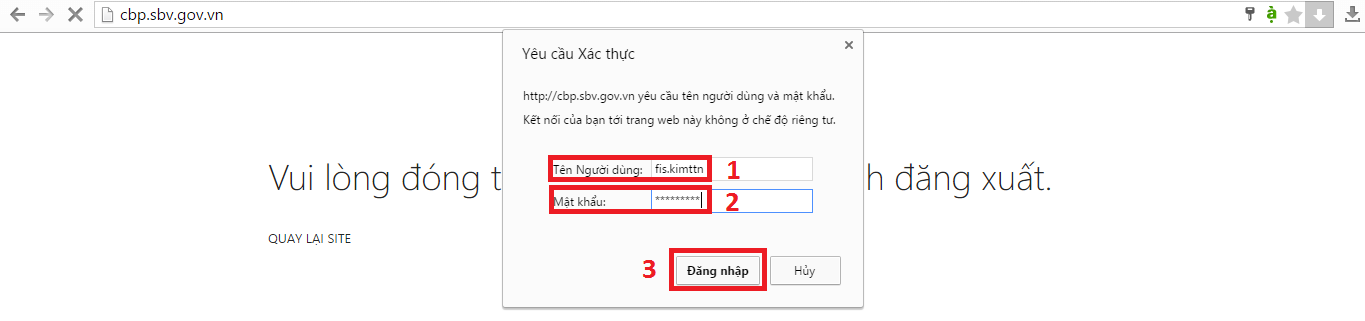 cbp.sbv.gov.vn
Yêu cầu Xác thực
http://cbp.sbv.gov.vn yêu cầu tên người dùng và mật khẩu.
Kết nối của bạn tới trang web này không ở chế độ riêng tư.
Tên Người dùng: fis.kimttn 1
Vui lòng đóng t h đăng xuất.
Mật khẩu: ********* 2
QUAY LẠI SITE
3 Đăng nhập Hủy